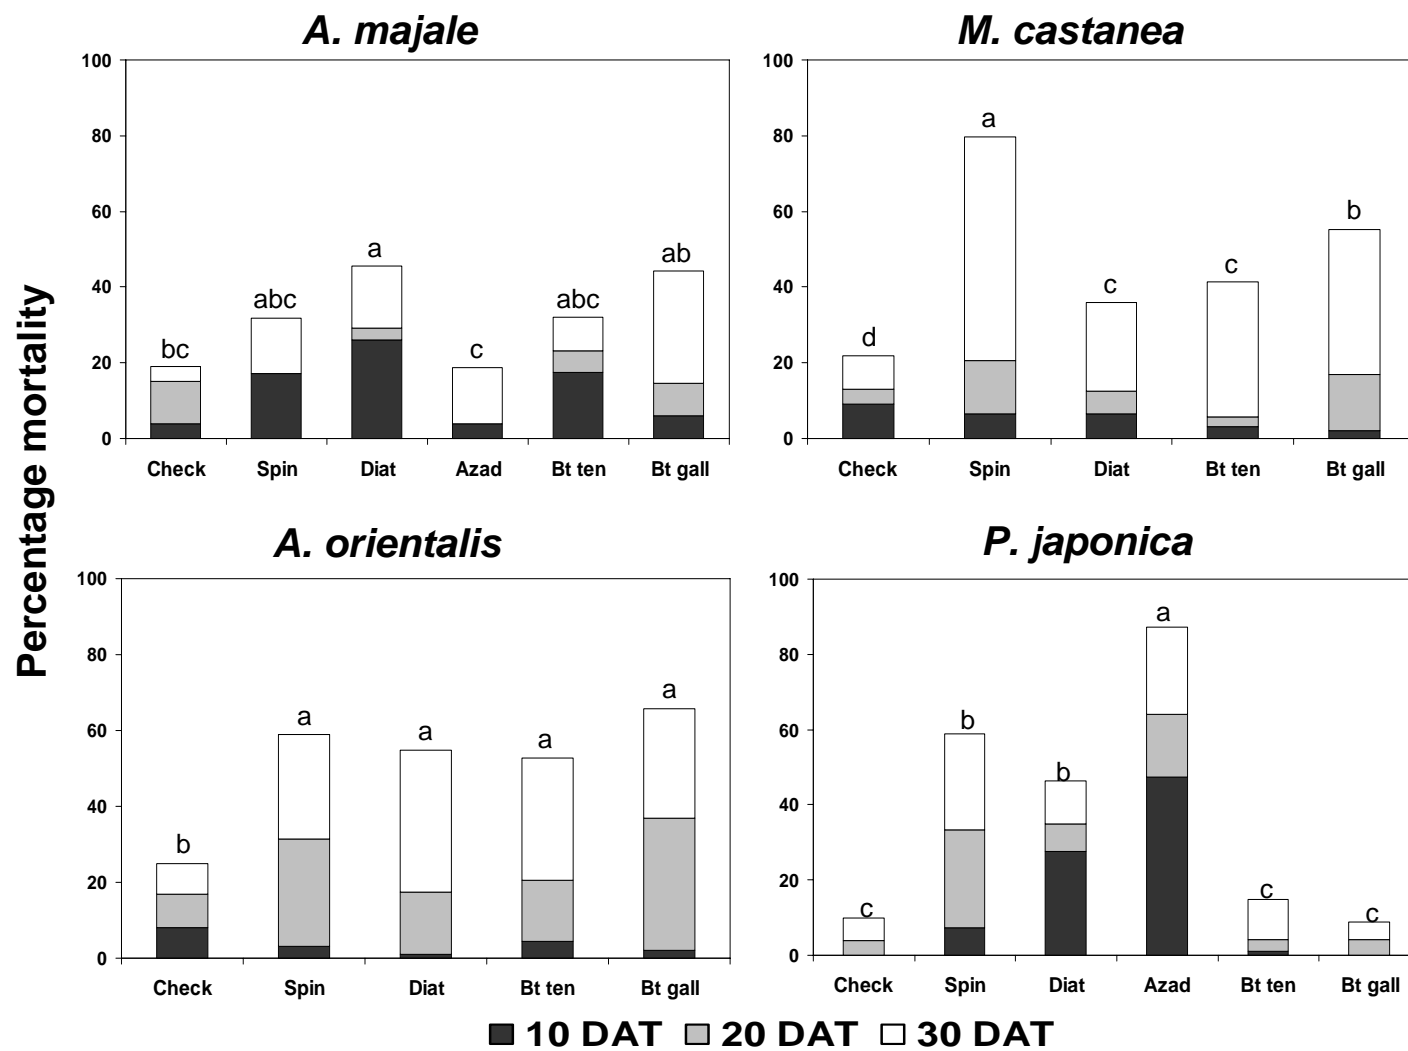 A. majale
100
80
60
40
20
0
bc
abc
a
c
abc
ab
Check Spin Diat Azad Bt ten Bt gall
M. castanea
100
80
60
40
20
0
d
a
c
c
b
Check Spin Diat Bt ten Bt gall
Percentage mortality
A. orientalis
100
80
60
40
20
0
b
a
a
a
a
Check Spin Diat Bt ten Bt gall
P. japonica
100
80
60
40
20
0
c
b
b
a
c
c
Check Spin Diat Azad Bt ten Bt gall
10 DAT 20 DAT 30 DAT